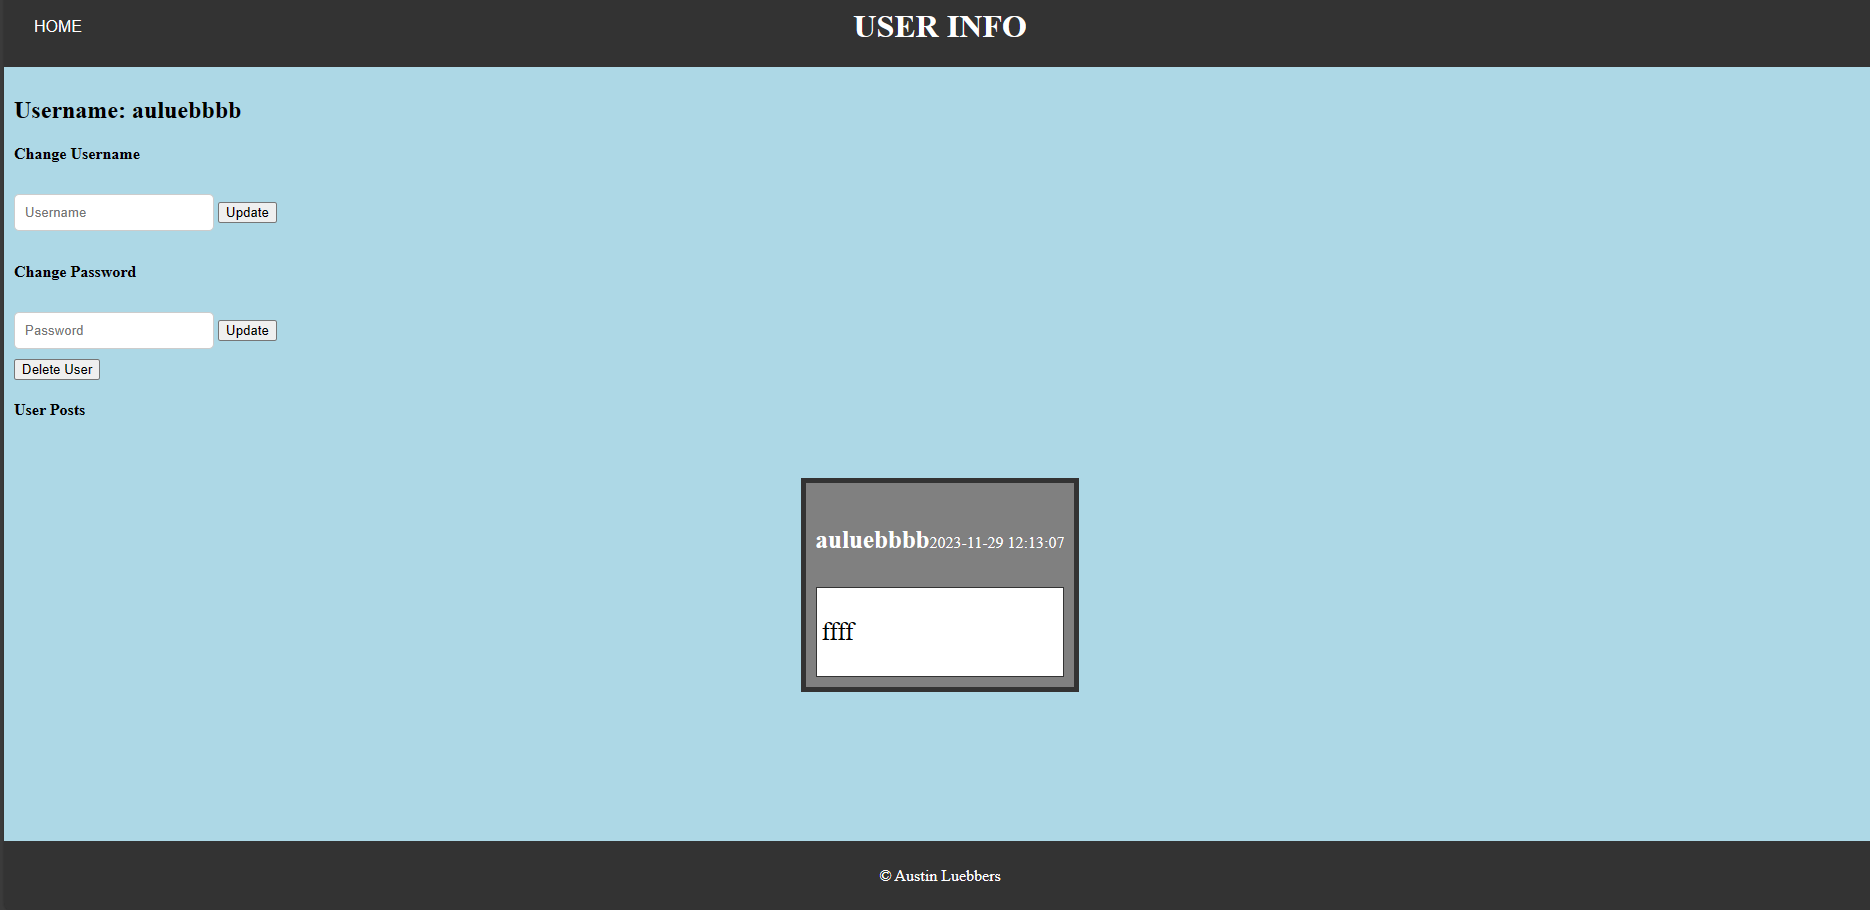 HOME
USER INFO
Username: auluebbbb
Change Username
Username Update
Change Password
Password Update
Delete User
User Posts
auluebbbb2023-11-29 12:13:07
ffff
© Austin Luebbers